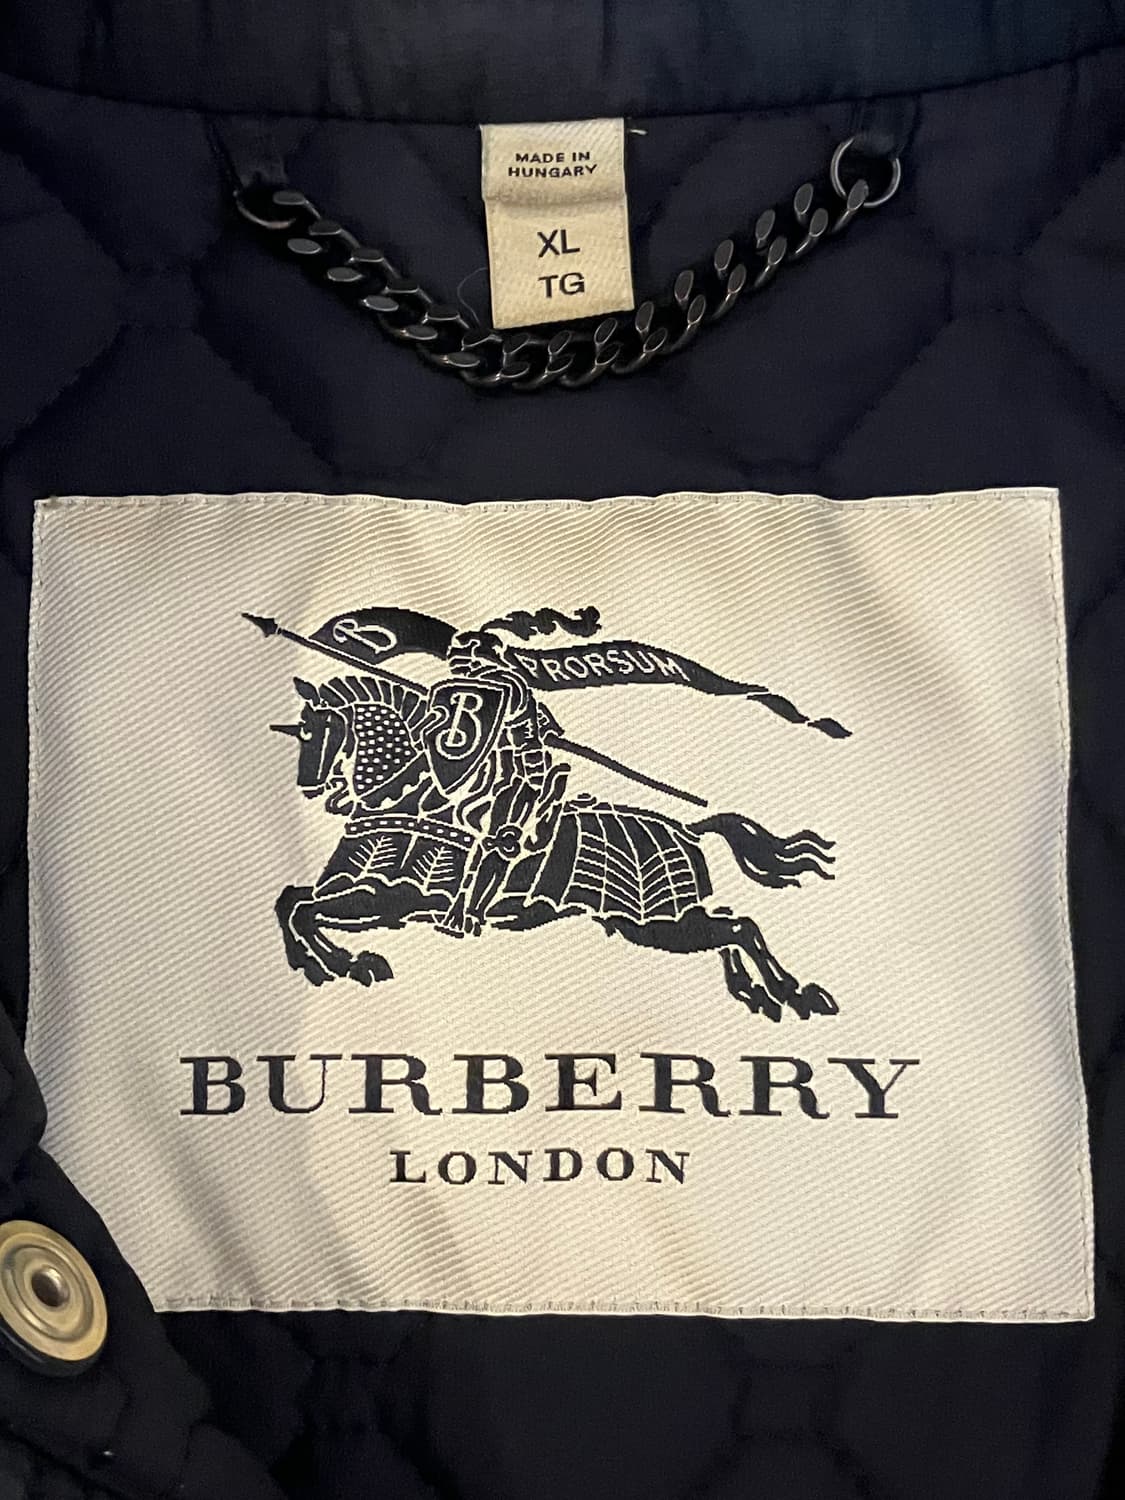 MADE IN
HUNGARY
XL
TG
B
PRORSUM
B
BURBERRY
LONDON